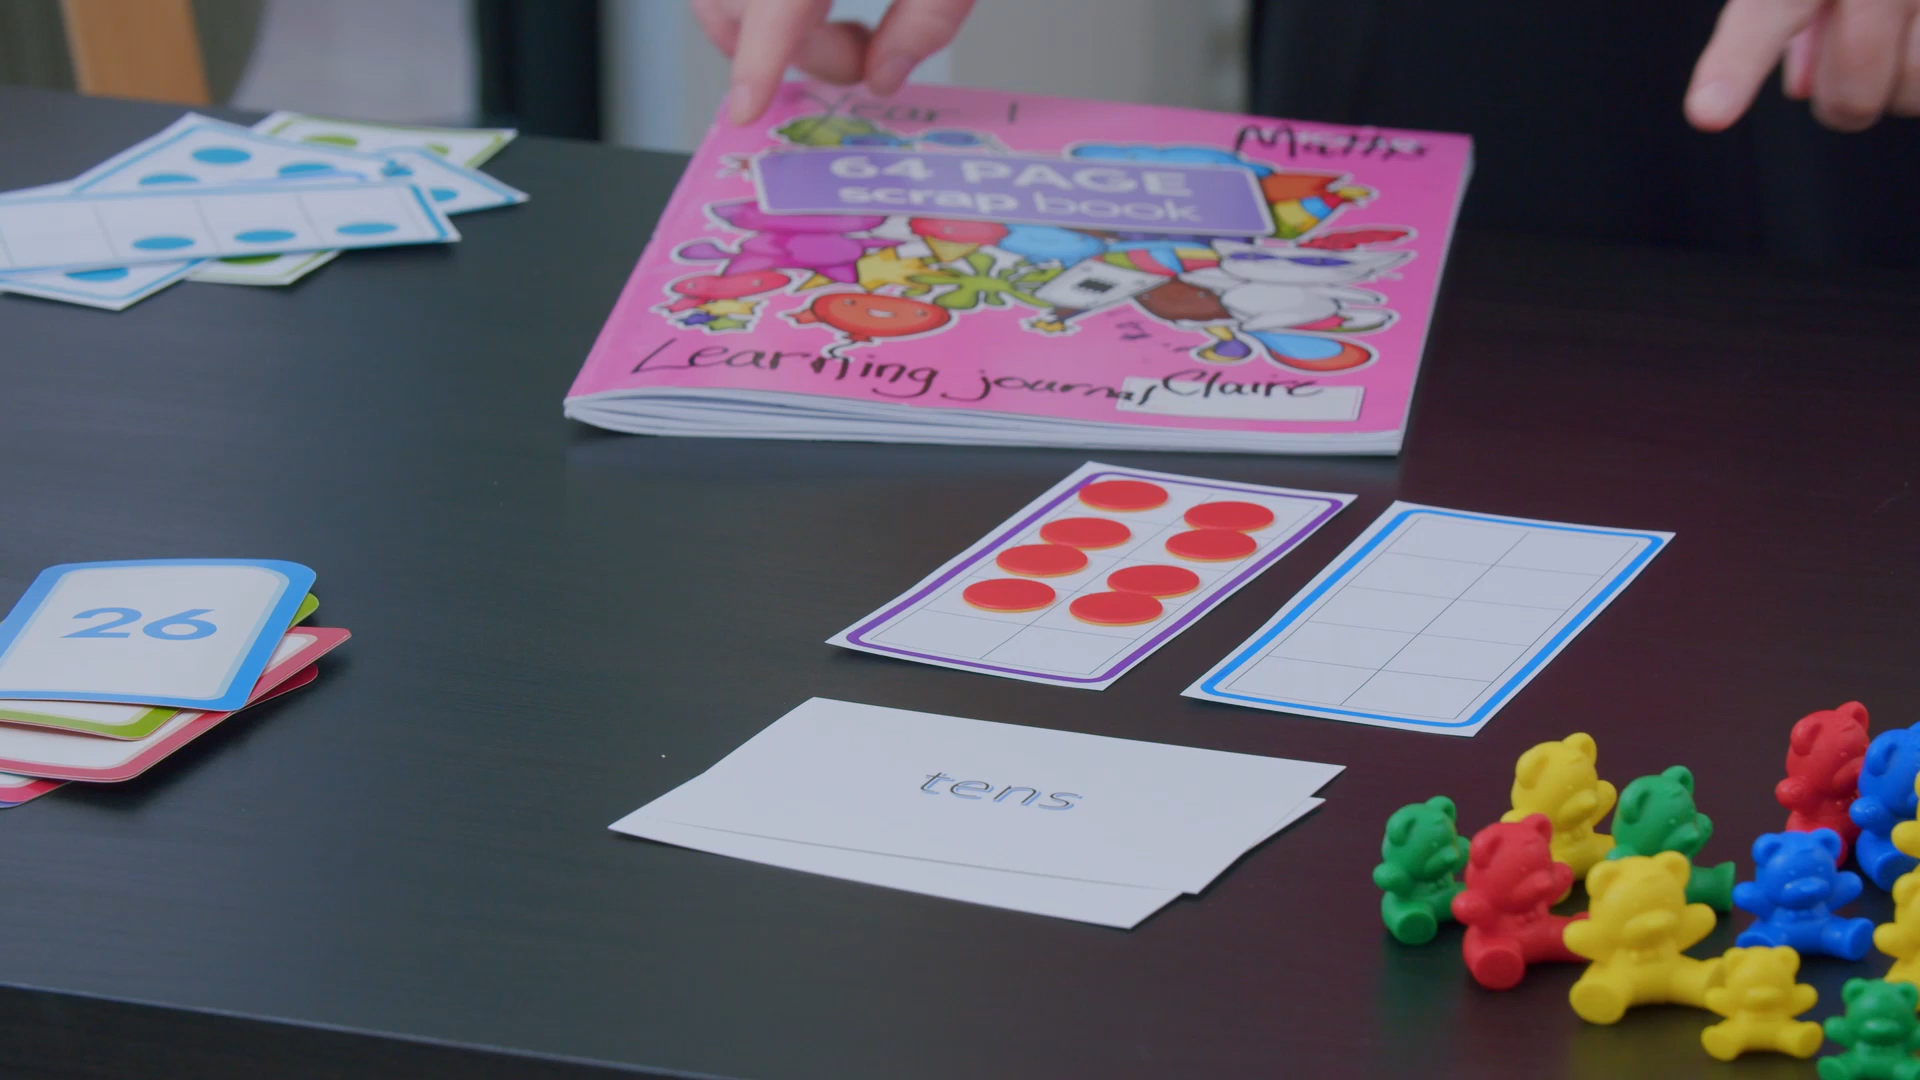 Year 1
Maths
64 PAGE
scrap book
Learning journal Claire
26
tens